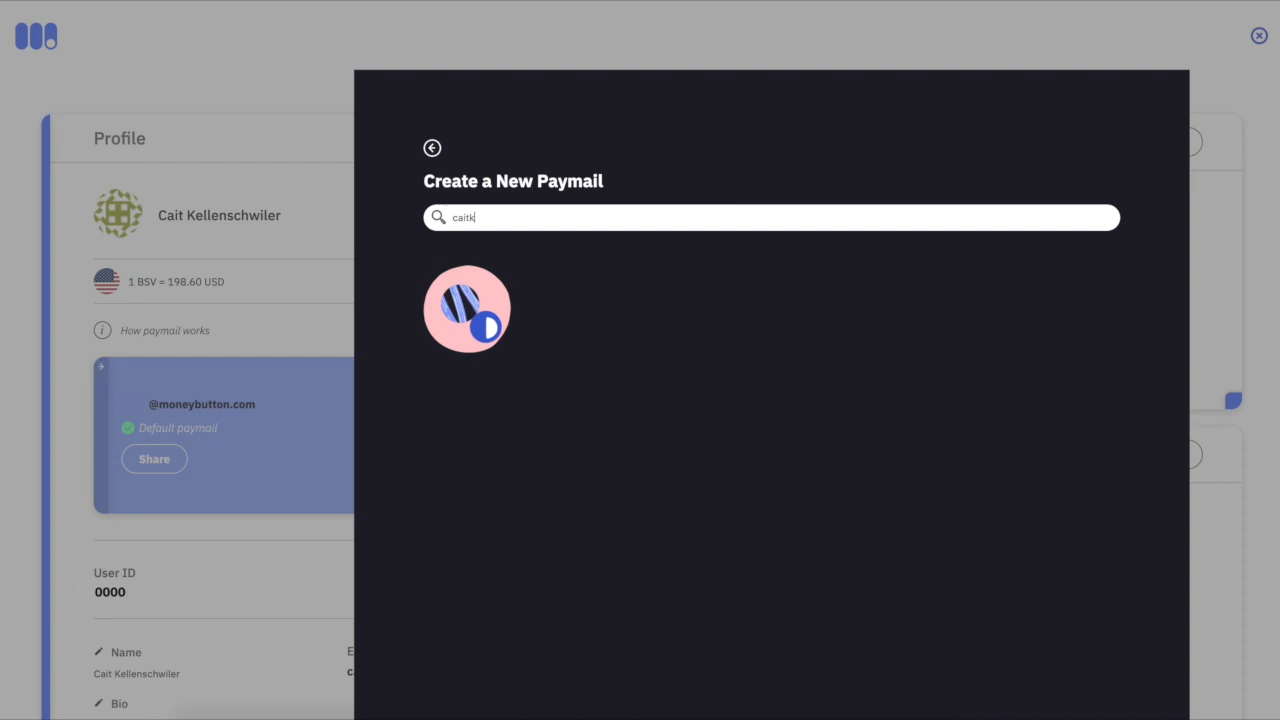 Profile
Cait Kellenschwiler
1 BSV = 198.60 USD
i How paymail works
@moneybutton.com
Default paymail
Share
User ID
0000
Name
Cait Kellenschwiler
Bio
Create a New Paymail
caitk